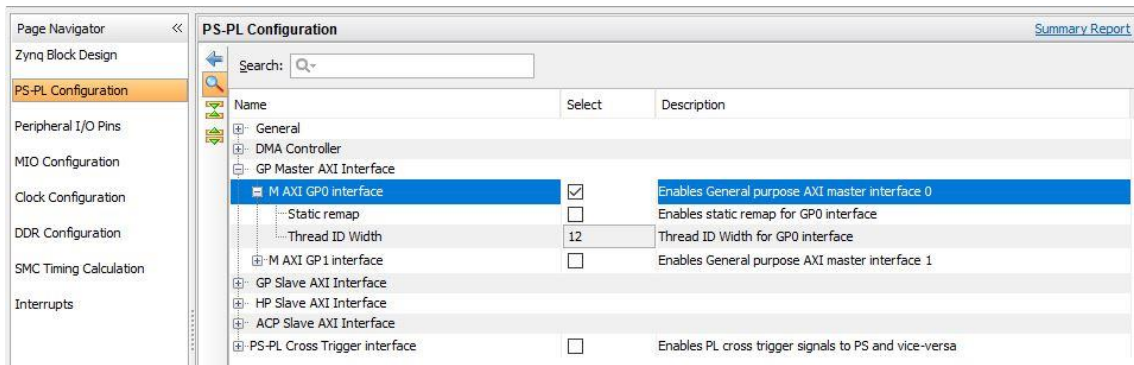 Page Navigator «
Zynq Block Design
PS-PL Configuration
Peripheral I/O Pins
MIO Configuration
Clock Configuration
DDR Configuration
SMC Timing Calculation
Interrupts
PS-PL Configuration Summary Report
Search:
Name Select Description
General
DMA Controller
GP Master AXI Interface
M AXI GP0 interface Enables General purpose AXI master interface 0
Static remap Enables static remap for GP0 interface
Thread ID Width 12 Thread ID Width for GP0 interface
M AXI GP1 interface Enables General purpose AXI master interface 1
GP Slave AXI Interface
HP Slave AXI Interface
ACP Slave AXI Interface
PS-PL Cross Trigger interface Enables PL cross trigger signals to PS and vice-versa